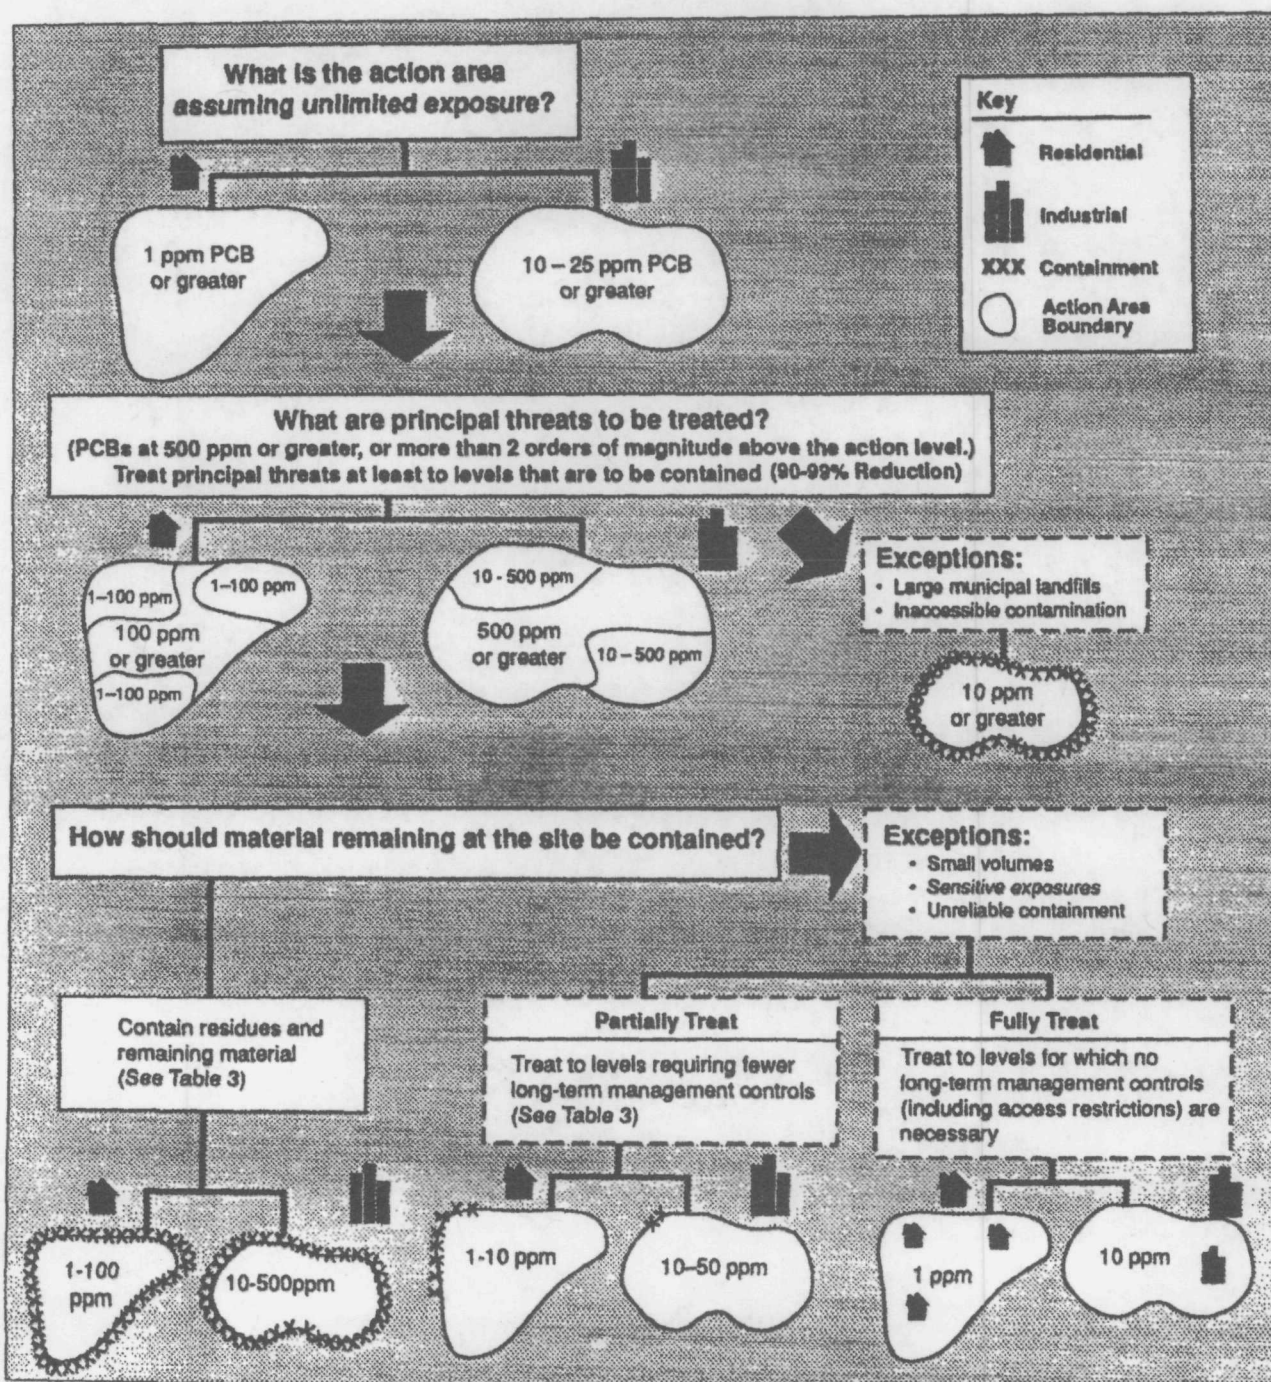 What is the action area
assuming unlimited exposure?
Key
Residential
Industrial
XXX Containment
Action Area
Boundary
1 ppm PCB
or greater
10 – 25 ppm PCB
or greater
What are principal threats to be treated?
(PCBs at 500 ppm or greater, or more than 2 orders of magnitude above the action level.)
Treat principal threats at least to levels that are to be contained (90-99% Reduction)
1–100 ppm
1–100 ppm
100 ppm
or greater
1–100 ppm
10 - 500 ppm
500 ppm
or greater
10 – 500 ppm
Exceptions:
• Large municipal landfills
• Inaccessible contamination
10 ppm
or greater
How should material remaining at the site be contained?
Exceptions:
• Small volumes
• Sensitive exposures
• Unreliable containment
Contain residues and
remaining material
(See Table 3)
Partially Treat
Treat to levels requiring fewer
long-term management controls
(See Table 3)
Fully Treat
Treat to levels for which no
long-term management controls
(including access restrictions) are
necessary
1-100
ppm
10-500ppm
1-10 ppm
10–50 ppm
1 ppm
10 ppm